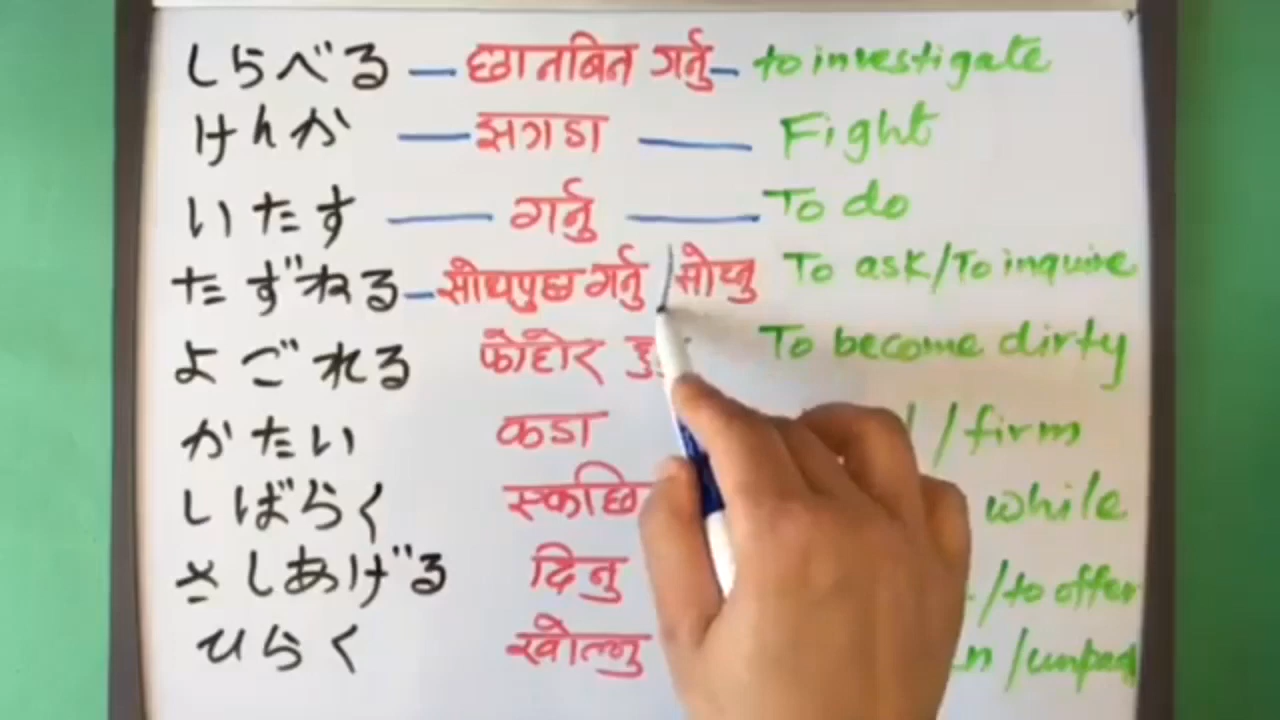 しらべる — छानबिन गर्नु — to investigate
けんか — झगडा — Fight
いたす — गर्नु — To do
たずねる — सोधपुछ गर्नु / सोध्नु To ask/To inquire
よごれる फोहोर To become dirty
かたい कडा /firm
しばらく while
さしあげる दिनु /to offer
ひらく खोल्नु